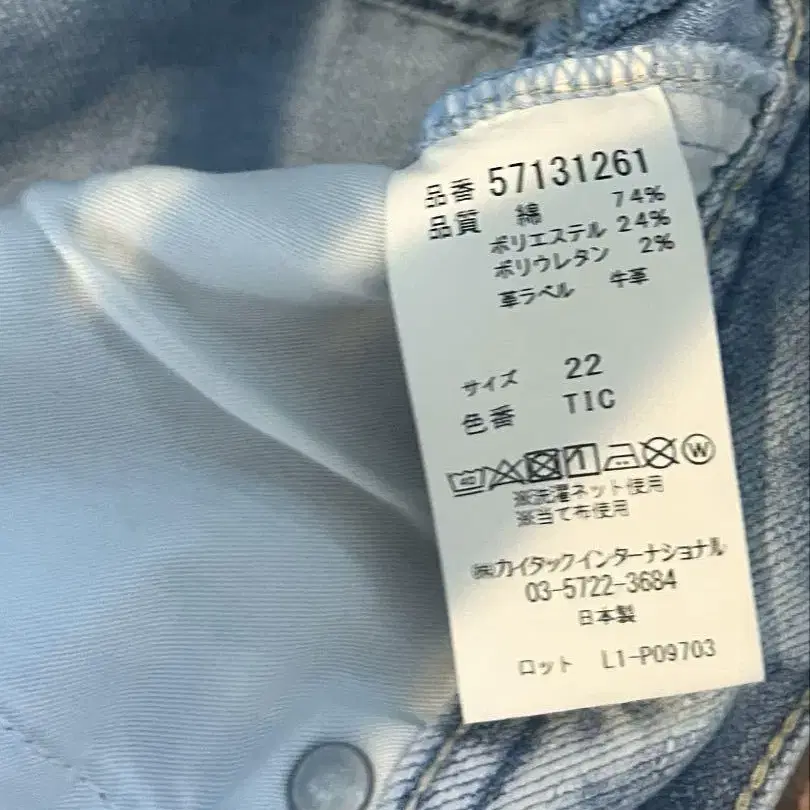 品番 57131261
品質 綿 74%
ポリエステル 24%
ポリウレタン 2%
革ラベル 牛革
サイズ 22
色番 TIC
40 W
※洗濯ネット使用
※当て布使用
㈱カイタックインターナショナル
03-5722-3684
日本製
ロット L1-P09703